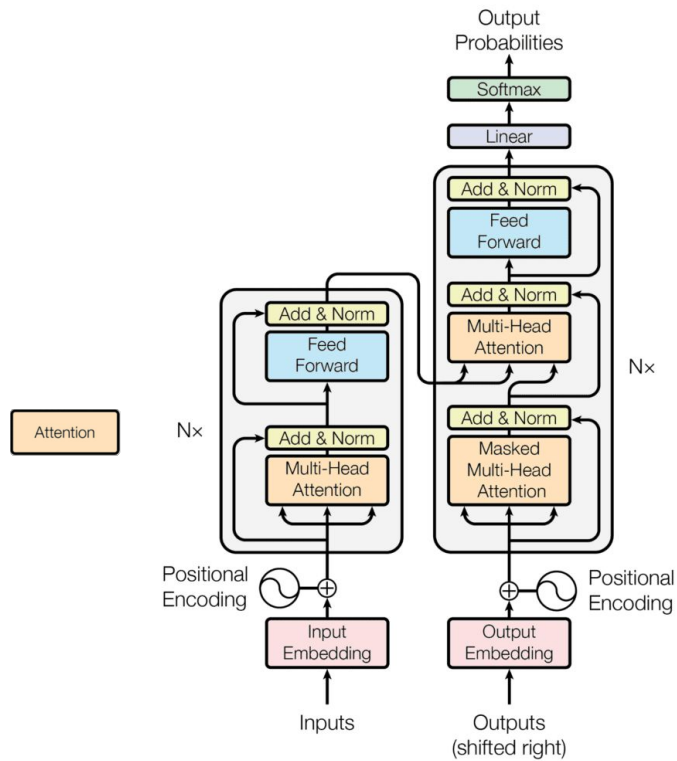 Output
Probabilities
Softmax
Linear
Add & Norm
Feed
Forward
Add & Norm
Multi-Head
Attention
Add & Norm
Masked
Multi-Head
Attention
Nx
Add & Norm
Feed
Forward
Add & Norm
Multi-Head
Attention
Nx
Attention
Positional
Encoding
Positional
Encoding
Input
Embedding
Output
Embedding
Inputs
Outputs
(shifted right)